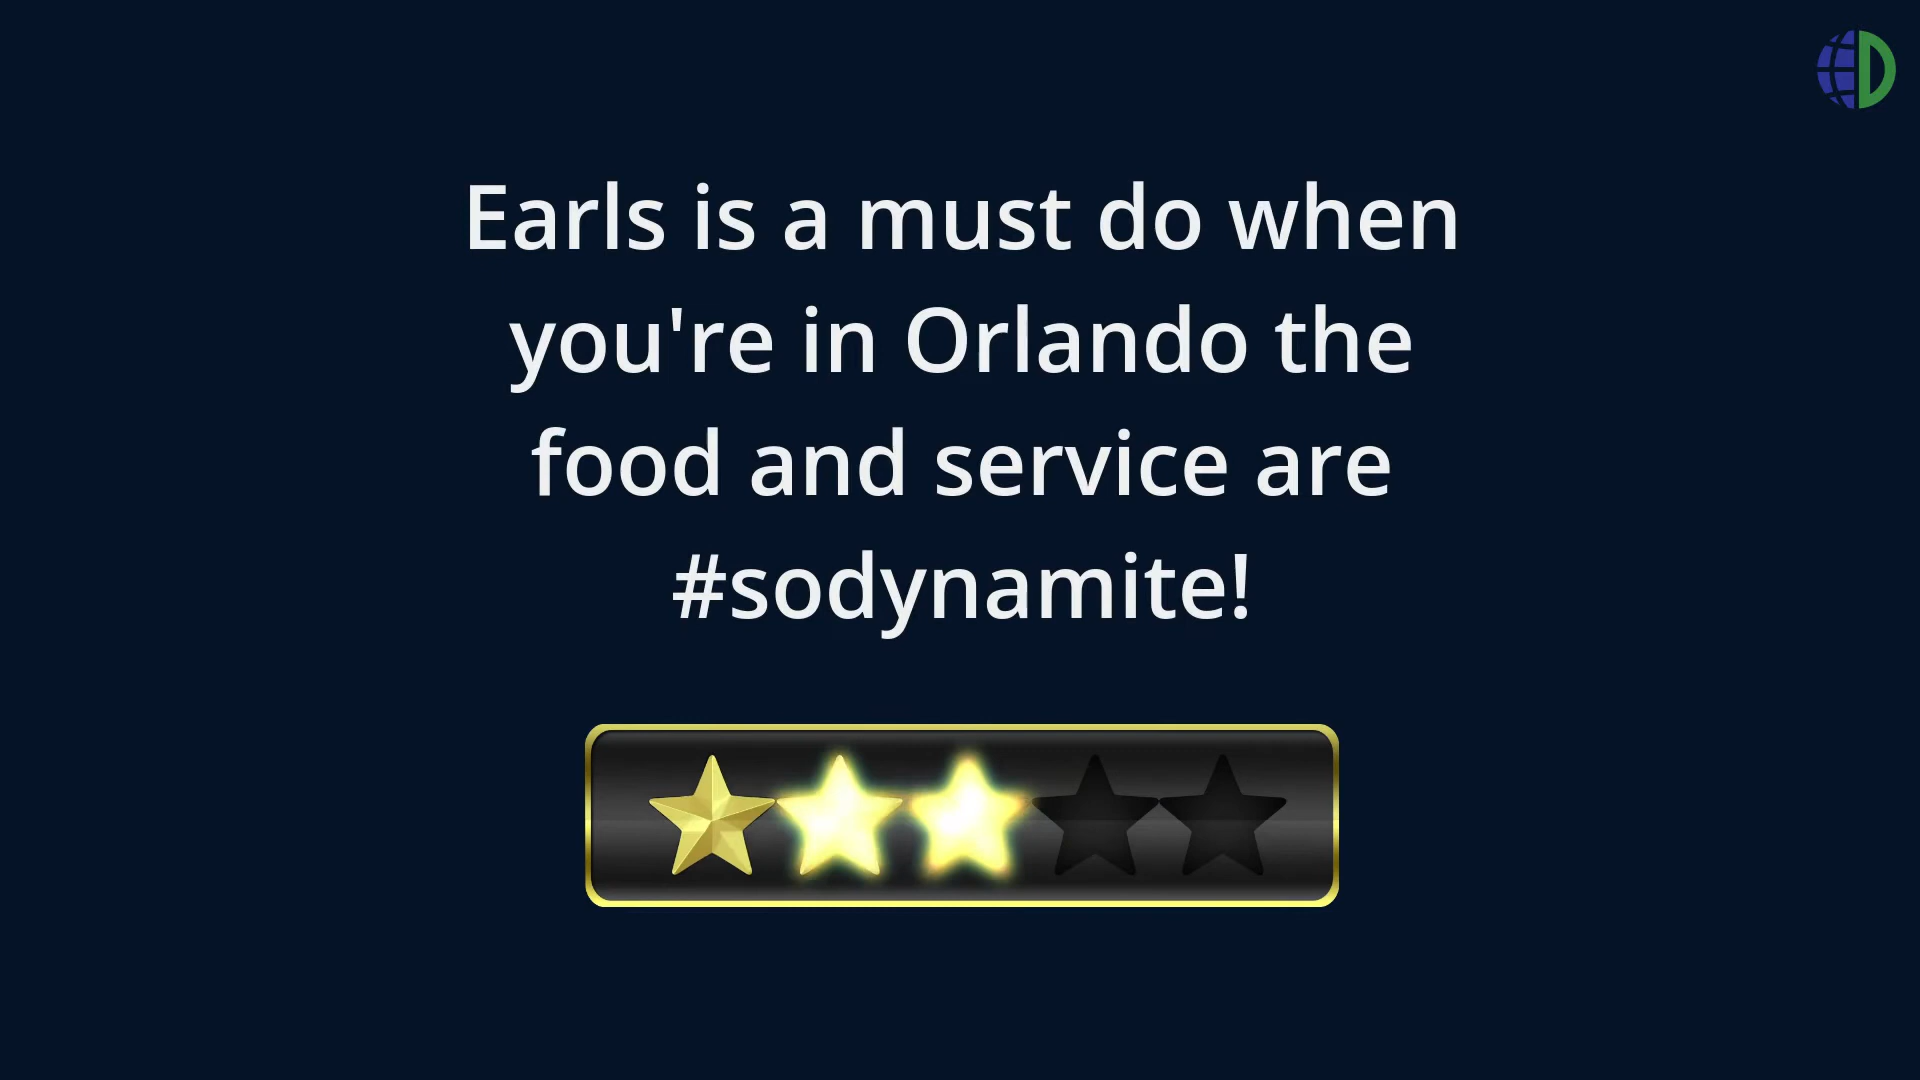 Earls is a must do when
you're in Orlando the
food and service are
#sodynamite!